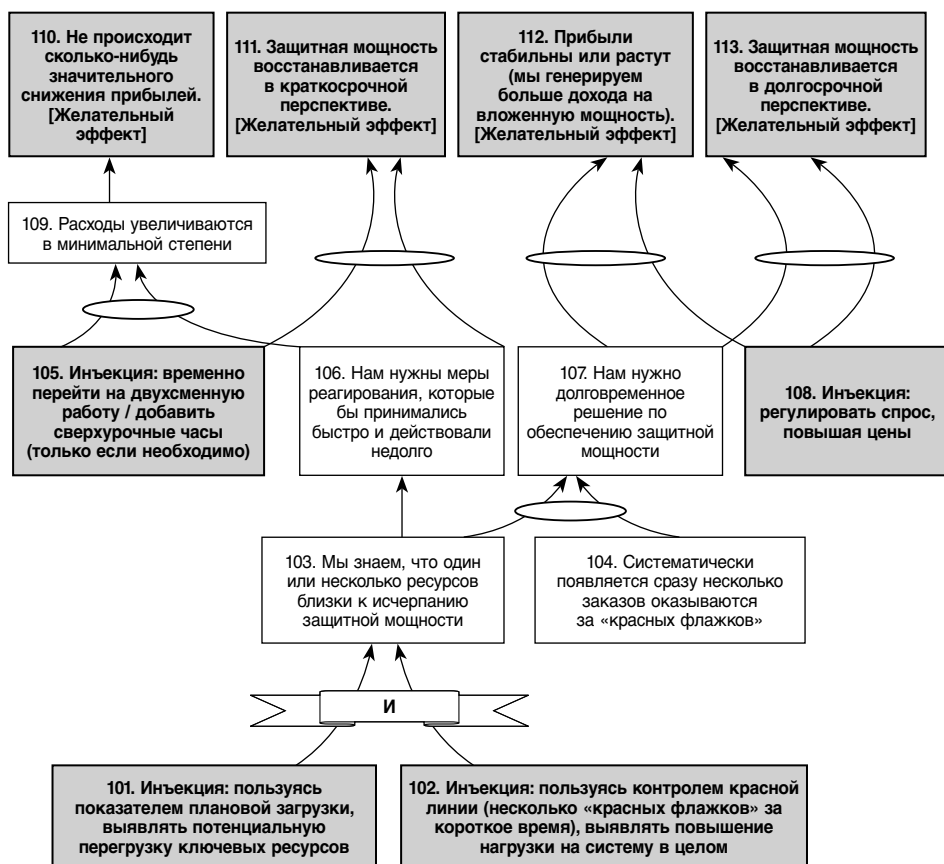 110. Не происходит
сколько-нибудь
значительного
снижения прибылей.
[Желательный
эффект]
111. Защитная мощность
восстанавливается
в краткосрочной
перспективе.
[Желательный эффект]
112. Прибыли
стабильны или растут
(мы генерируем
больше дохода на
вложенную мощность).
[Желательный эффект]
113. Защитная мощность
восстанавливается
в долгосрочной
перспективе.
[Желательный эффект]
109. Расходы увеличиваются
в минимальной степени
105. Инъекция: временно
перейти на двухсменную
работу / добавить
сверхурочные часы
(только если необходимо)
106. Нам нужны меры
реагирования, которые
бы принимались
быстро и действовали
недолго
107. Нам нужно
долговременное
решение по
обеспечению защитной
мощности
108. Инъекция:
регулировать спрос,
повышая цены
103. Мы знаем, что один
или несколько ресурсов
близки к исчерпанию
защитной мощности
104. Систематически
появляется сразу несколько
заказов оказываются
за «красных флажков»
И
101. Инъекция: пользуясь
показателем плановой загрузки,
выявлять потенциальную
перегрузку ключевых ресурсов
102. Инъекция: пользуясь контролем красной
линии (несколько «красных флажков» за
короткое время), выявлять повышение
нагрузки на систему в целом